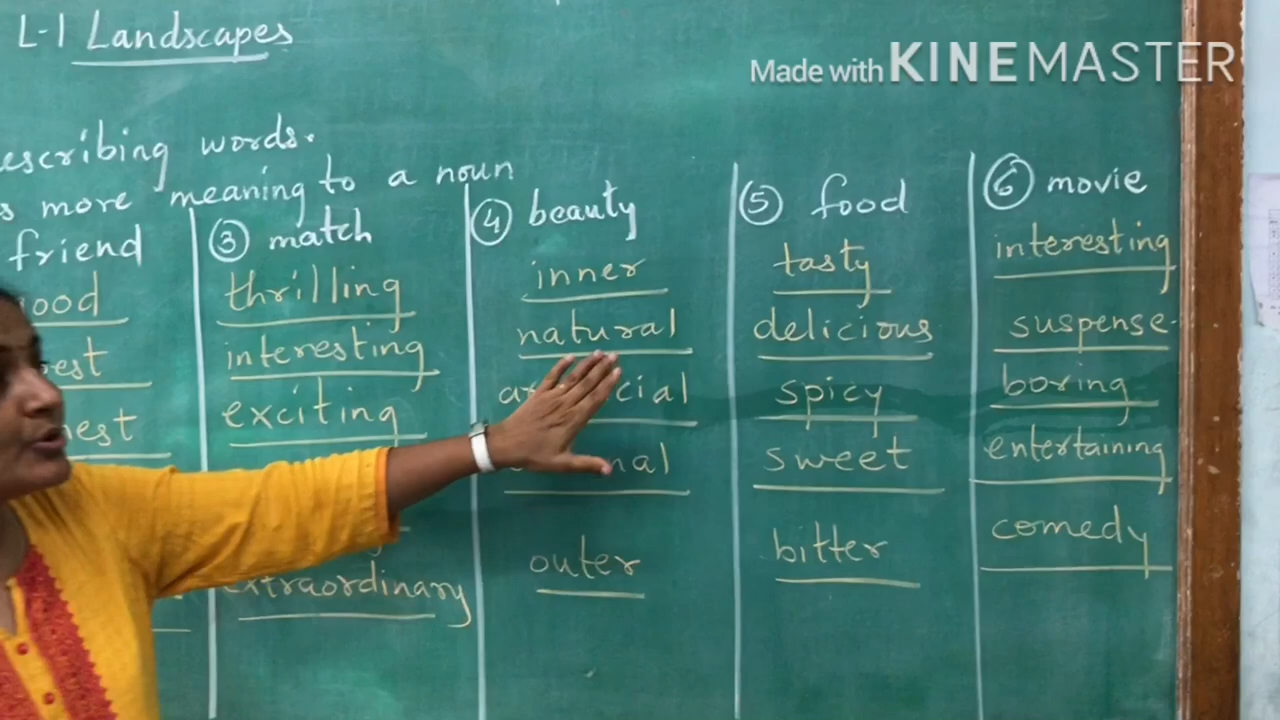 L-1 Landscapes
Made with KINEMASTER
escribing words.
s more meaning to a noun
friend
ood
est
nest
3 match
thrilling
interesting
exciting
extraordinary
4 beauty
inner
natural
outer
5 food
tasty
delicious
spicy
sweet
bitter
6 movie
interesting
suspense
boring
entertaining
comedy